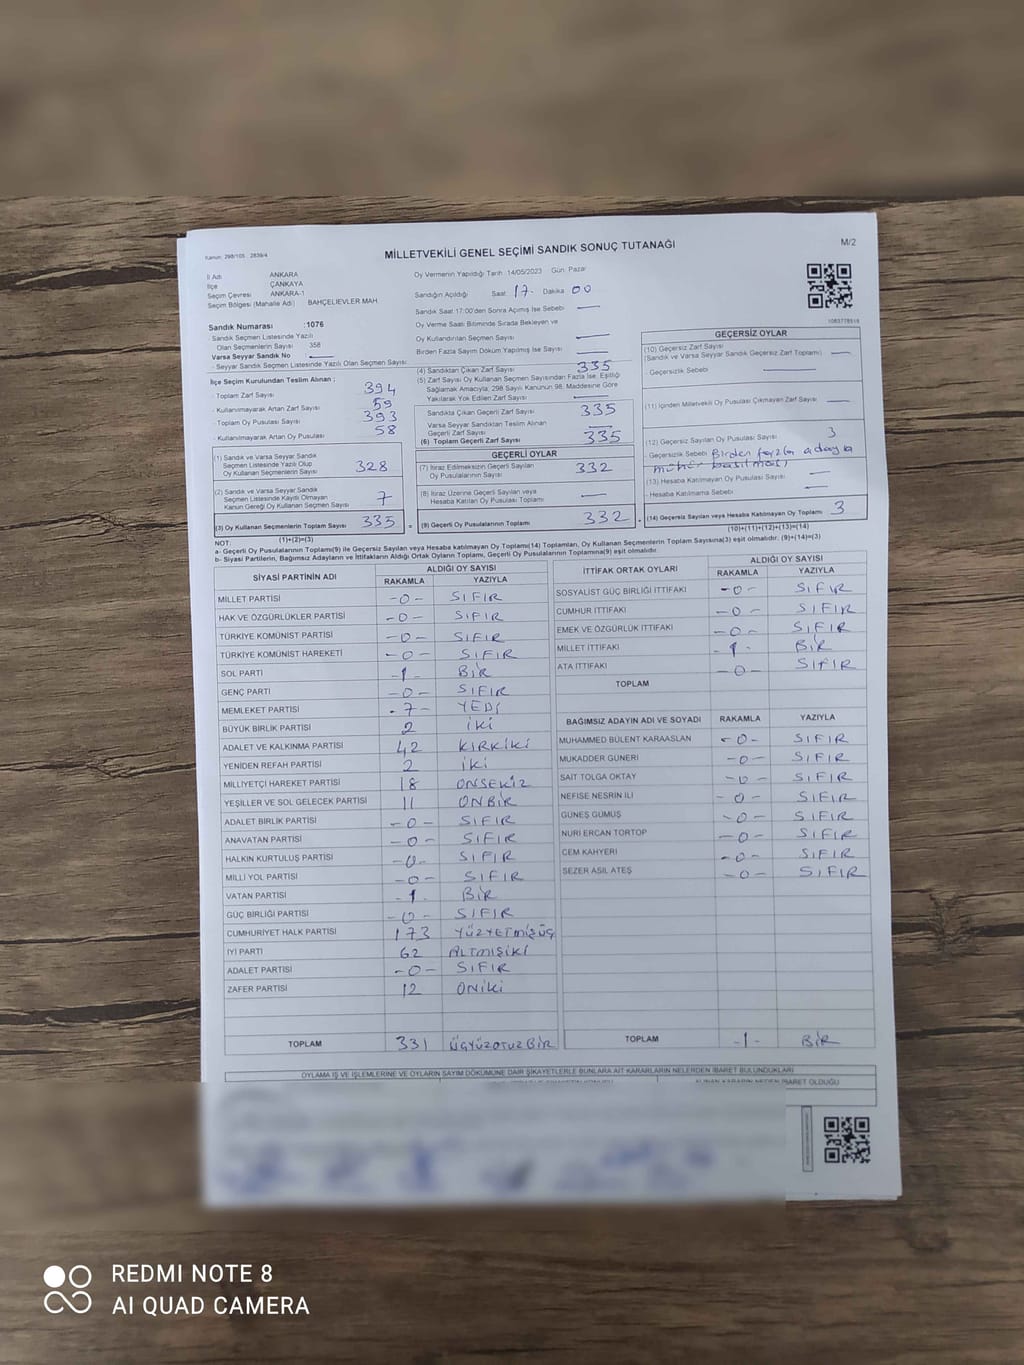 Kanun: 298/105 : 2839/4
MİLLETVEKİLİ GENEL SEÇİMİ SANDIK SONUÇ TUTANAĞI
M/2
İl Adı ANKARA
İlçe ÇANKAYA
Seçim Çevresi ANKARA-1
Seçim Bölgesi (Mahalle Adı) BAHÇELİEVLER MAH.
Sandık Numarası :1076
Sandık Seçmen Listesinde Yazılı
Olan Seçmenlerin Sayısı 358
Varsa Seyyar Sandık No
Seyyar Sandık Seçmen Listesinde Yazılı Olan Seçmen Sayısı
Oy Vermenin Yapıldığı Tarih :14/05/2023 Gün: Pazar
Sandığın Açıldığı Saat: 17. Dakika 00
Sandık Saat 17:00'den Sonra Açımış İse Sebebi
Oy Verme Saati Bitiminde Sırada Bekleyen ve
Oy Kullandırılan Seçmen Sayısı
Birden Fazla Sayım Döküm Yapılmış İse Sayısı
1083778518
İlçe Seçim Kurulundan Teslim Alınan ;
- Toplam Zarf Sayısı 394
- Kullanılmayarak Artan Zarf Sayısı 59
- Toplam Oy Pusulası Sayısı 393
- Kullanılmayarak Artan Oy Pusulası 58
(1) Sandık ve Varsa Seyyar Sandık
Seçmen Listesinde Yazılı Olup
Oy Kullanan Seçmenlerin Sayısı 328
(2) Sandık ve Varsa Seyyar Sandık
Seçmen Listesinde Kayıtlı Olmayan
Kanun Gereği Oy Kullanan Seçmen Sayısı 7
(3) Oy Kullanan Seçmenlerin Toplam Sayısı 335
(1)+(2)=(3)
(4) Sandıktan Çıkan Zarf Sayısı 335
(5) Zarf Sayısı Oy Kullanan Seçmen Sayısından Fazla İse, Eşitliği
Sağlamak Amacıyla; 298 Sayılı Kanunun 98. Maddesine Göre
Yakılarak Yok Edilen Zarf Sayısı
Sandıkta Çıkan Geçerli Zarf Sayısı 335
Varsa Seyyar Sandıktan Teslim Alınan
Geçerli Zarf Sayısı
(6) Toplam Geçerli Zarf Sayısı 335
GEÇERLİ OYLAR
(7) İtiraz Edilmeksizin Geçerli Sayılan
Oy Pusulalarının Sayısı 332
(8) İtiraz Üzerine Geçerli Sayılan veya
Hesaba Katılan Oy Pusulası Toplamı
= (9) Geçerli Oy Pusulalarının Toplamı 332
GEÇERSİZ OYLAR
(10) Geçersiz Zarf Sayısı
(Sandık ve Varsa Seyyar Sandık Geçersiz Zarf Toplamı)
- Geçersizlik Sebebi
(11) İçinden Milletvekili Oy Pusulası Çıkmayan Zarf Sayısı
(12) Geçersiz Sayılan Oy Pusulası Sayısı 3
- Geçersizlik Sebebi Birden fazla adaya
mühür basılması
(13) Hesaba Katılmayan Oy Pusulası Sayısı
- Hesaba Katılmama Sebebi
+ (14) Geçersiz Sayılan veya Hesaba Katılmayan Oy Toplamı 3
(10)+(11)+(12)+(13)=(14)
NOT:
a- Geçerli Oy Pusulasının Toplamı(9) ile Geçersiz Sayılan veya Hesaba katılmayan Oy Toplamı(14) Toplamları, Oy Kullanan Seçmenlerin Toplam Sayısına(3) eşit olmalıdır. (9)+(14)=(3)
b- Siyasi Partilerin, Bağımsız Adayların ve İttifakların Aldığı Ortak Oyların Toplamı, Geçerli Oy Pusulalarının Toplamına(9) eşit olmalıdır.
SİYASİ PARTİNİN ADI ALDIĞI OY SAYISI
RAKAMLA YAZIYLA
MİLLET PARTİSİ -0- SIFIR
HAK VE ÖZGÜRLÜKLER PARTİSİ -0- SIFIR
TÜRKİYE KOMÜNİST PARTİSİ -0- SIFIR
TÜRKİYE KOMÜNİST HAREKETİ -0- SIFIR
SOL PARTİ -1- BİR
GENÇ PARTİ -0- SIFIR
MEMLEKET PARTİSİ -7- YEDİ
BÜYÜK BİRLİK PARTİSİ 2 İKİ
ADALET VE KALKINMA PARTİSİ 42 KIRKİKİ
YENİDEN REFAH PARTİSİ 2 İKİ
MİLLİYETÇİ HAREKET PARTİSİ 18 ONSEKİZ
YEŞİLLER VE SOL GELECEK PARTİSİ 11 ONBİR
ADALET BİRLİK PARTİSİ -0- SIFIR
ANAVATAN PARTİSİ -0- SIFIR
HALKIN KURTULUŞ PARTİSİ -0- SIFIR
MİLLİ YOL PARTİSİ -0- SIFIR
VATAN PARTİSİ -1- BİR
GÜÇ BİRLİĞİ PARTİSİ -0- SIFIR
CUMHURİYET HALK PARTİSİ 173 YÜZYETMİŞÜÇ
İYİ PARTİ 62 ALTMIŞİKİ
ADALET PARTİSİ -0- SIFIR
ZAFER PARTİSİ 12 ONİKİ
TOPLAM 331 ÜÇYÜZOTUZBİR
İTTİFAK ORTAK OYLARI ALDIĞI OY SAYISI
RAKAMLA YAZIYLA
SOSYALİST GÜÇ BİRLİĞİ İTTİFAKI -0- SIFIR
CUMHUR İTTİFAKI -0- SIFIR
EMEK VE ÖZGÜRLÜK İTTİFAKI -0- SIFIR
MİLLET İTTİFAKI -1- BİR
ATA İTTİFAKI -0- SIFIR
TOPLAM
BAĞIMSIZ ADAYIN ADI VE SOYADI RAKAMLA YAZIYLA
MUHAMMED BÜLENT KARAASLAN -0- SIFIR
MUKADDER GÜNERİ -0- SIFIR
SAİT TOLGA OKTAY -0- SIFIR
NEFİSE NESRİN İLİ -0- SIFIR
GÜNEŞ GÜMÜŞ -0- SIFIR
NURİ ERCAN TORTOP -0- SIFIR
CEM KAHYERİ -0- SIFIR
SEZER ASİL ATEŞ -0- SIFIR
TOPLAM -1- BİR
OYLAMA İŞ VE İŞLEMLERİNE VE OYLARIN SAYIM DÖKÜMÜNE DAİR ŞİKAYETLERLE BUNLARA AİT KARARLARIN NELERDEN İBARET BULUNDUKLARI
ALINAN KARARIN NEDEN İBARET OLDUĞU
REDMI NOTE 8
AI QUAD CAMERA